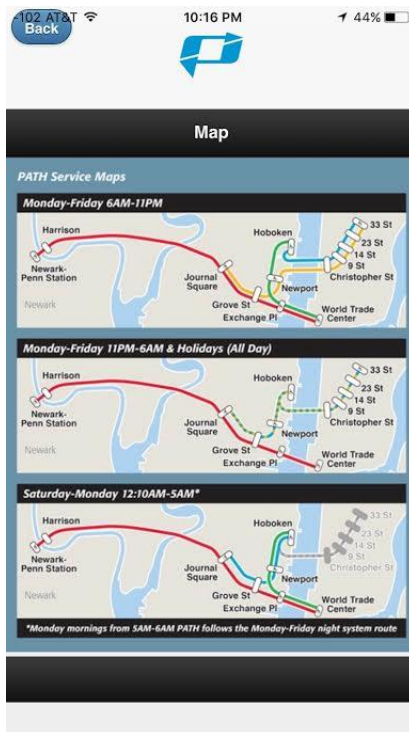 -102 AT&T 10:16 PM 44%
Back
Map
PATH Service Maps
Monday-Friday 6AM-11PM
33 St
23 St
14 St
9 St
Christopher St
Hoboken
Harrison
Newark-
Penn Station
Newark
Journal
Square
Newport
Grove St
Exchange Pl
World Trade
Center
Monday-Friday 11PM-6AM & Holidays (All Day)
33 St
23 St
14 St
9 St
Christopher St
Hoboken
Harrison
Newark-
Penn Station
Newark
Journal
Square
Newport
Grove St
Exchange Pl
World Trade
Center
Saturday-Monday 12:10AM-5AM*
33 St
23 St
14 St
9 St
Christopher St
Hoboken
Harrison
Newark-
Penn Station
Newark
Journal
Square
Newport
Grove St
Exchange Pl
World Trade
Center
*Monday mornings from 5AM-6AM PATH follows the Monday-Friday night system route